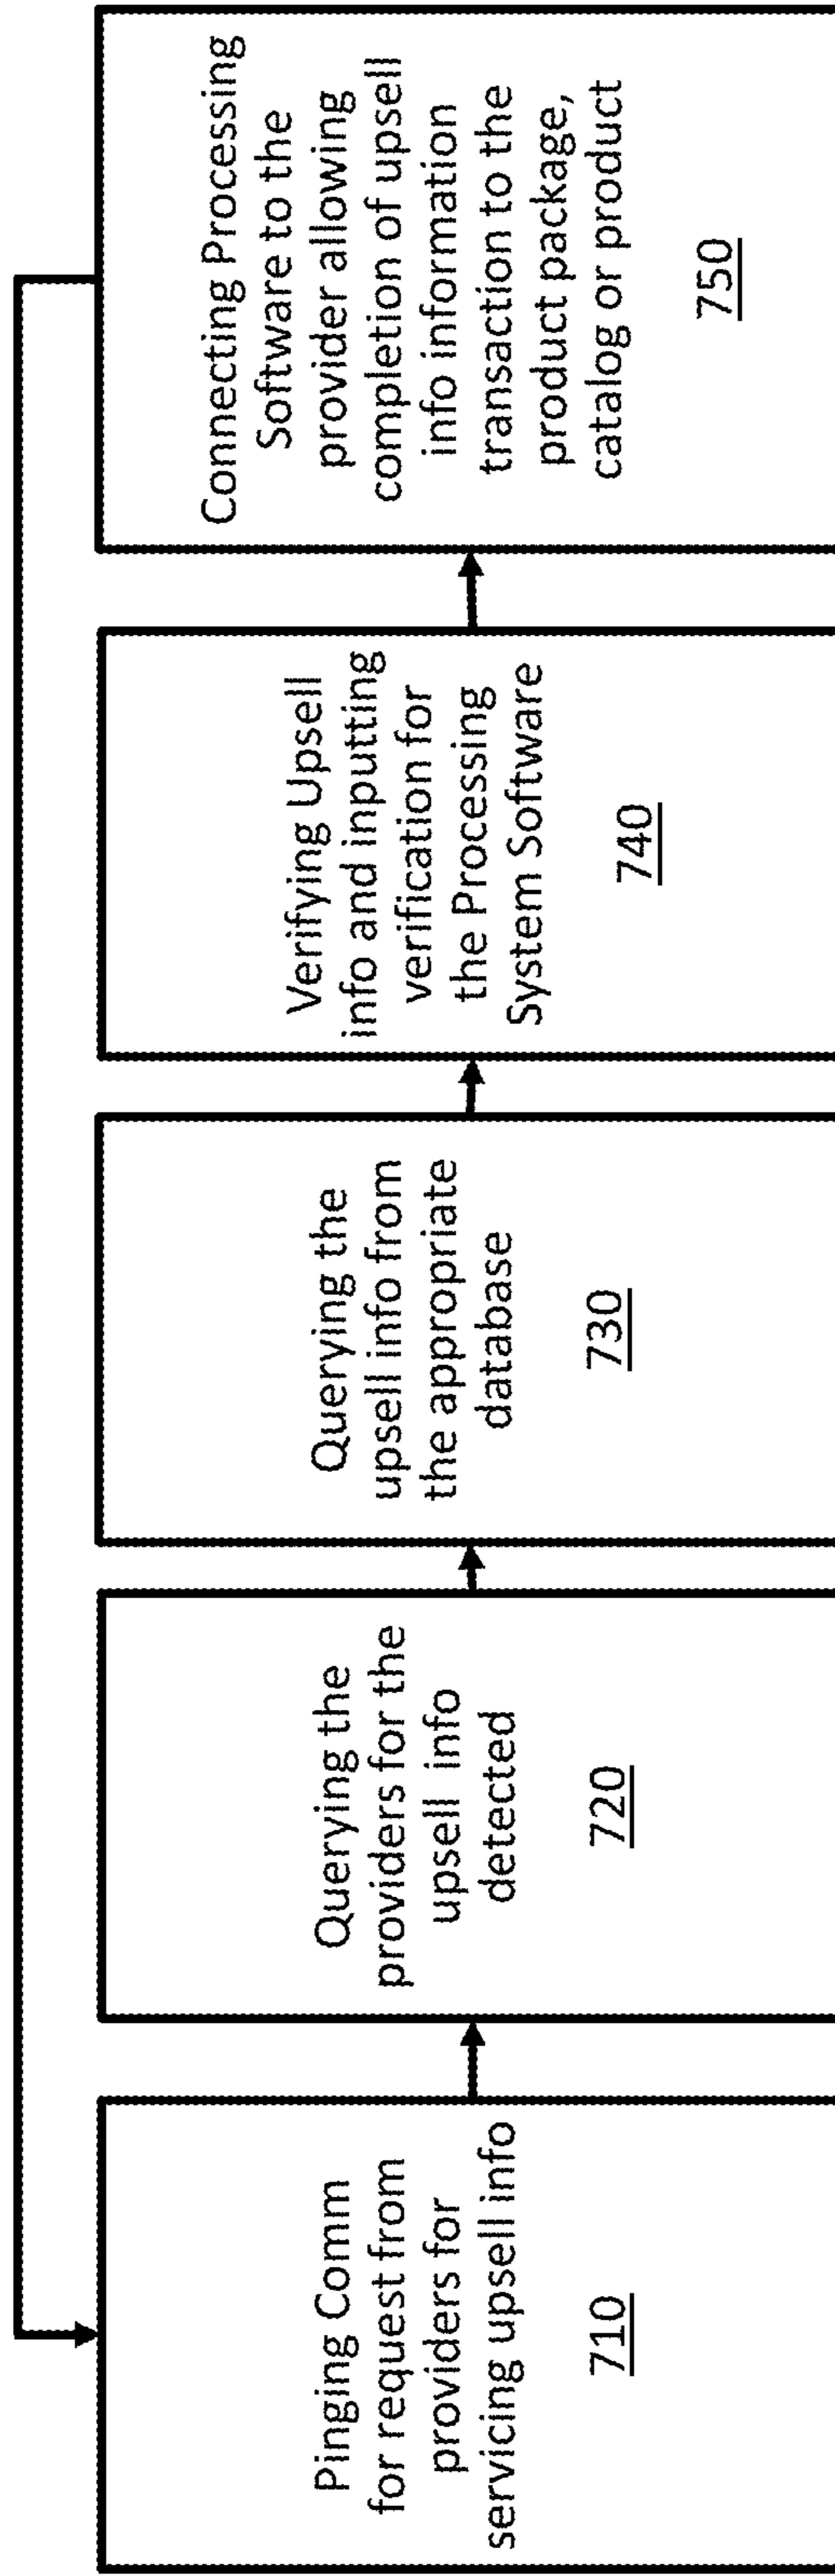 Pinging Comm
for request from
providers for
servicing upsell info
710
Querying the
providers for the
upsell info
detected
720
Querying the
upsell info from
the appropriate
database
730
Verifying Upsell
info and inputting
verification for
the Processing
System Software
740
Connecting Processing
Software to the
provider allowing
completion of upsell
info information
transaction to the
product package,
catalog or product
750